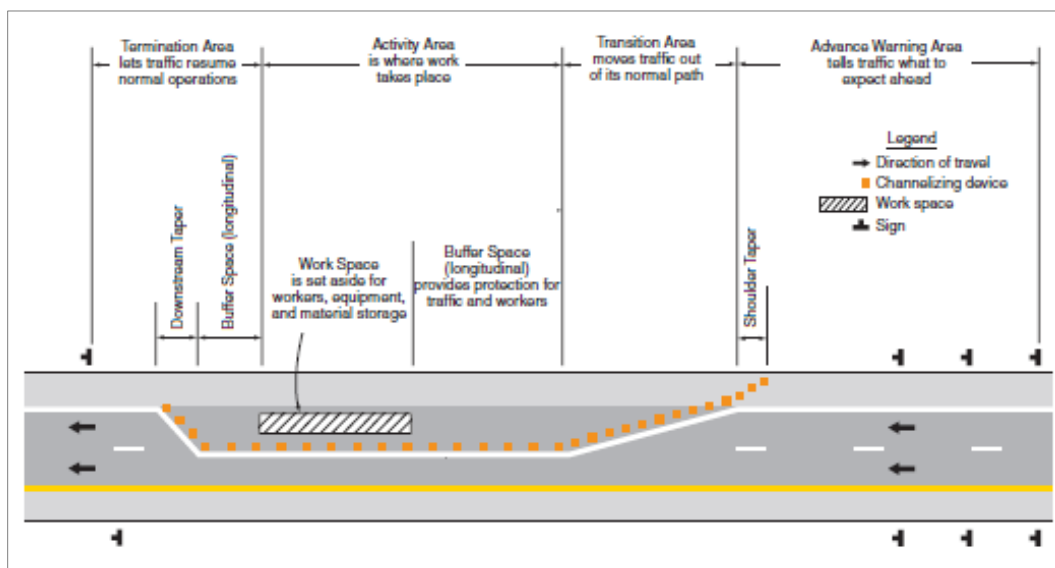 Termination Area
lets traffic resume
normal operations
Activity Area
is where work
takes place
Transition Area
moves traffic out
of its normal path
Advance Warning Area
tells traffic what to
expect ahead
Legend
Direction of travel
Channelizing device
Work space
Sign
Downstream Taper
Buffer Space (longitudinal)
Work Space
is set aside for
workers, equipment,
and material storage
Buffer Space
(longitudinal)
provides protection for
traffic and workers
Shoulder Taper